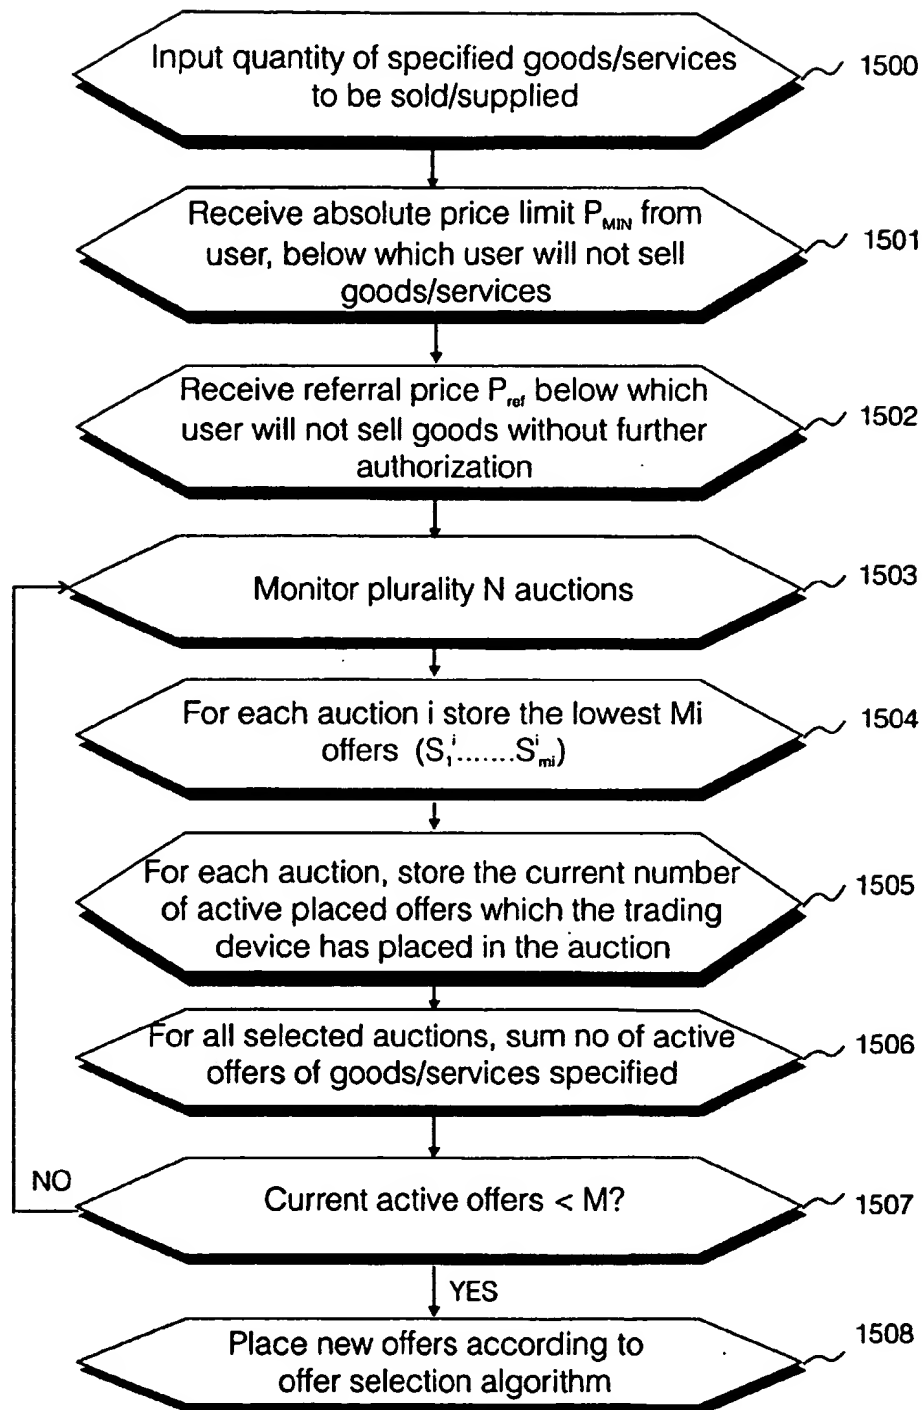 Input quantity of specified goods/services
to be sold/supplied
1500
Receive absolute price limit P_MIN from
user, below which user will not sell
goods/services
1501
Receive referral price P_ref below which
user will not sell goods without further
authorization
1502
Monitor plurality N auctions
1503
For each auction i store the lowest Mi
offers (S₁ⁱ.......Sⁱmi)
1504
For each auction, store the current number
of active placed offers which the trading
device has placed in the auction
1505
For all selected auctions, sum no of active
offers of goods/services specified
1506
NO
Current active offers < M?
1507
YES
Place new offers according to
offer selection algorithm
1508